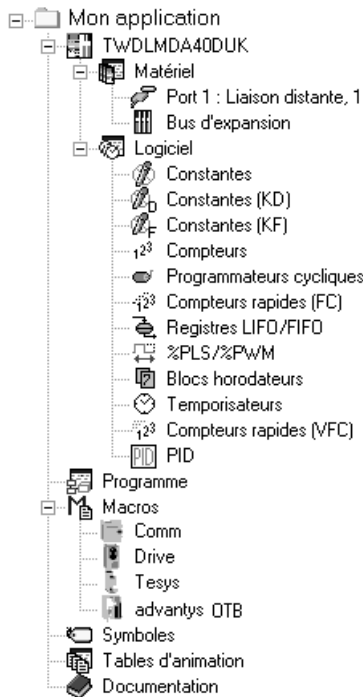 Mon application
TWDLMDA40DUK
Matériel
Port 1 : Liaison distante, 1
Bus d'expansion
Logiciel
Constantes
Constantes (KD)
Constantes (KF)
Compteurs
Programmateurs cycliques
Compteurs rapides (FC)
Registres LIFO/FIFO
%PLS/%PWM
Blocs horodateurs
Temporisateurs
Compteurs rapides (VFC)
PID PID
Programme
Macros
Comm
Drive
Tesys
advantys OTB
Symboles
Tables d'animation
Documentation